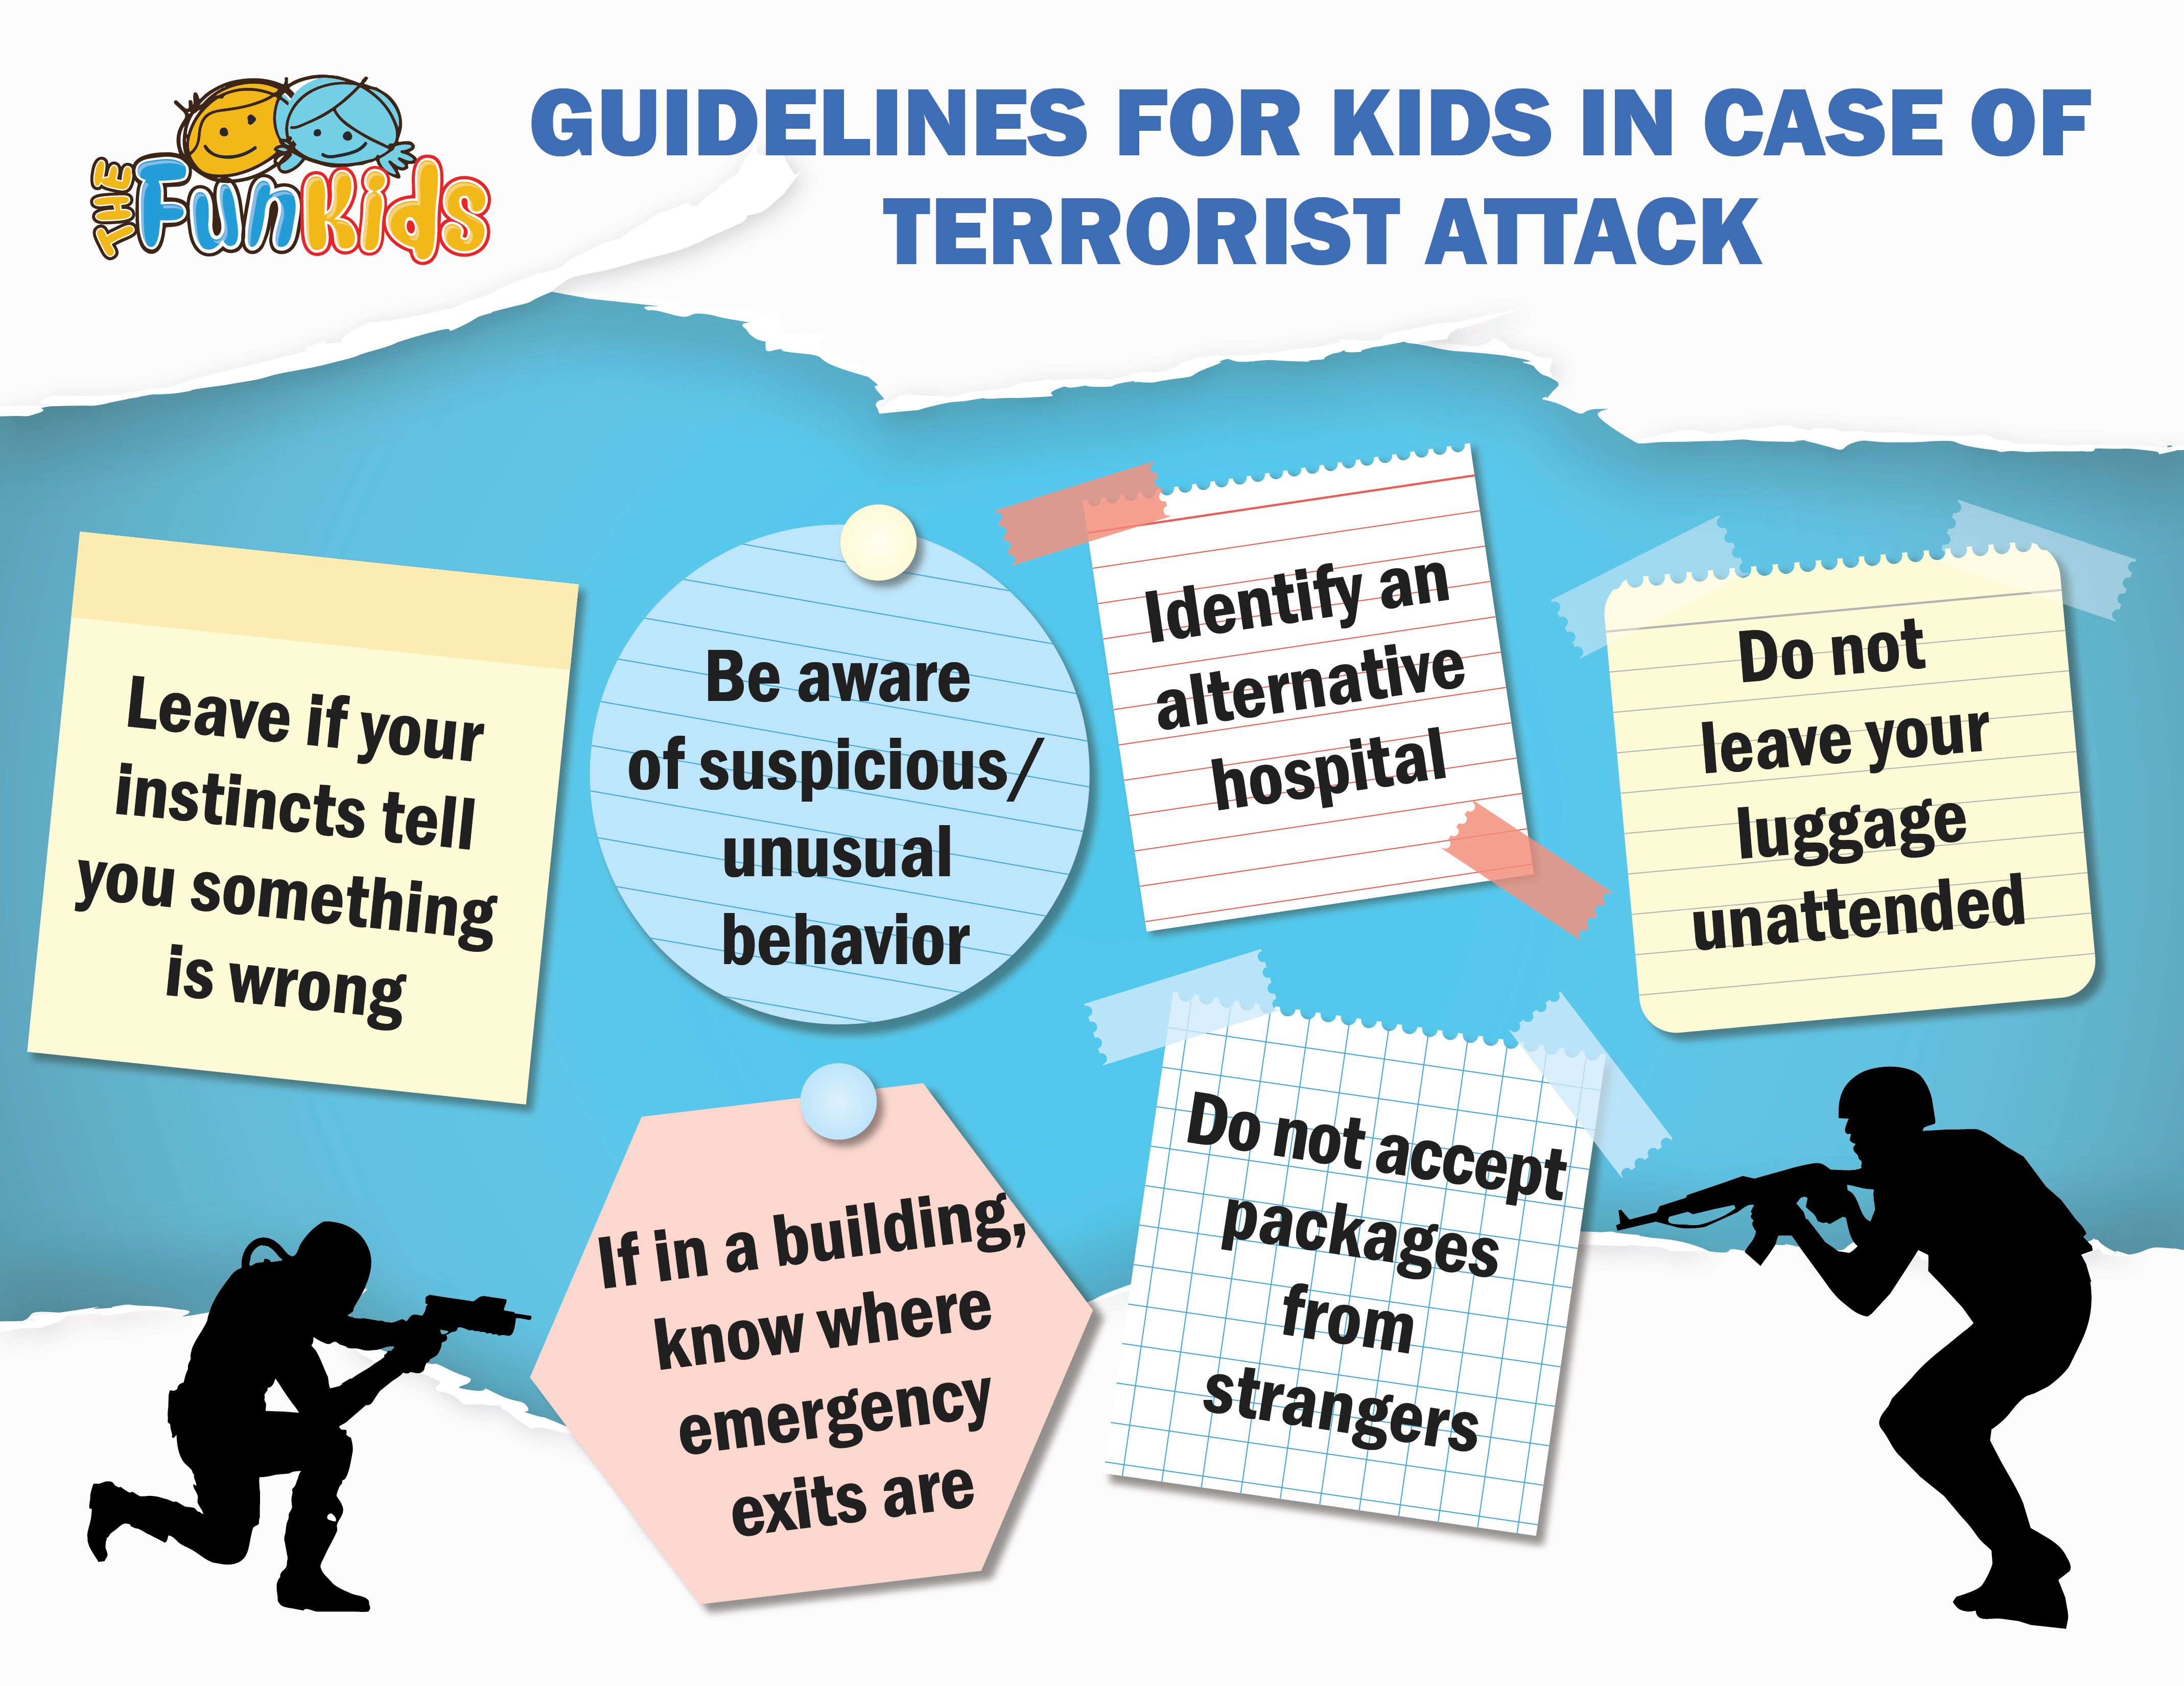 THE
FunKids
GUIDELINES FOR KIDS IN CASE OF
TERRORIST ATTACK
Leave if your
instincts tell
you something
is wrong
Be aware
of suspicious/
unusual
behavior
Identify an
alternative
hospital
Do not
leave your
luggage
unattended
If in a building,
know where
emergency
exits are
Do not accept
packages
from
strangers